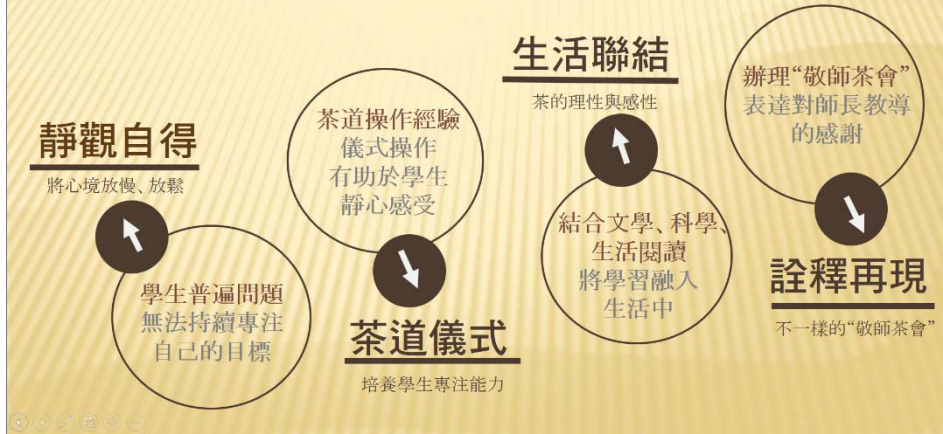 靜觀自得
將心境放慢、放鬆
學生普遍問題
無法持續專注
自己的目標
茶道操作經驗
儀式操作
有助於學生
靜心感受
茶道儀式
培養學生專注能力
生活聯結
茶的理性與感性
結合文學、科學、
生活閱讀
將學習融入
生活中
辦理“敬師茶會”
表達對師長教導
的感謝
詮釋再現
不一樣的“敬師茶會”